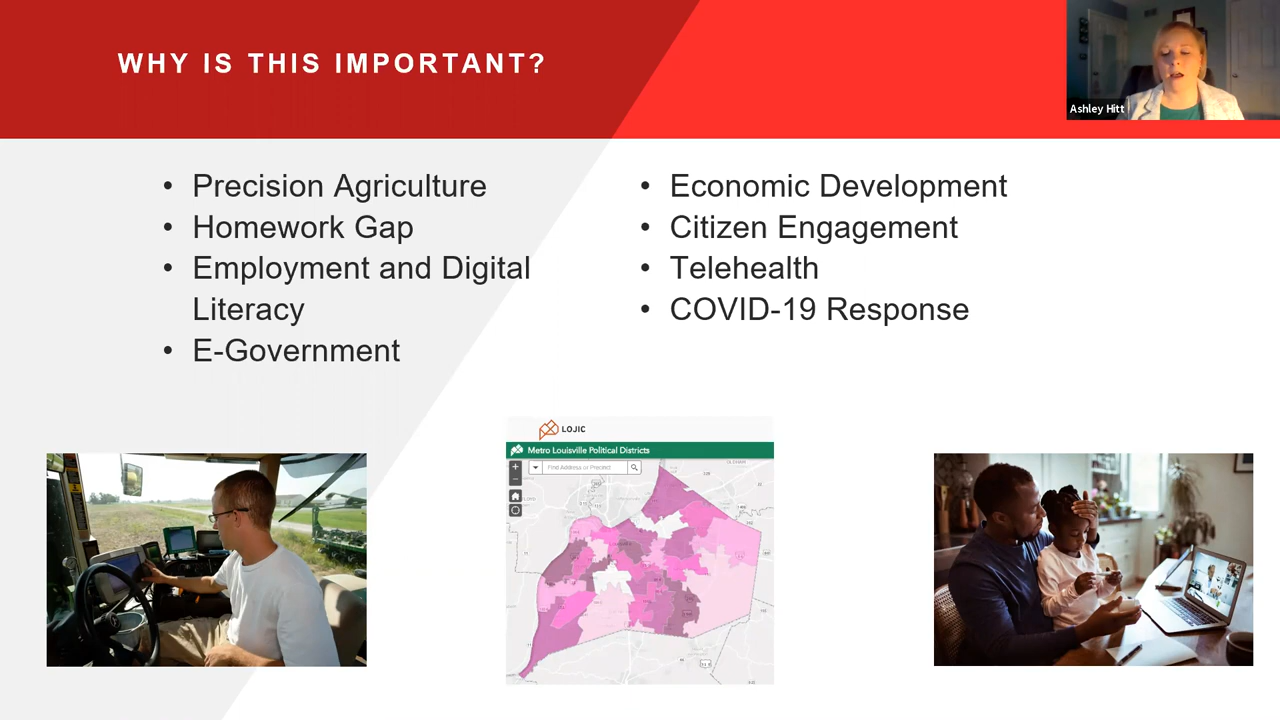 WHY IS THIS IMPORTANT?
Ashley Hitt
• Precision Agriculture
• Homework Gap
• Employment and Digital
Literacy
• E-Government
• Economic Development
• Citizen Engagement
• Telehealth
• COVID-19 Response
LOJIC
Metro Louisville Political Districts
Find Address or Precinct